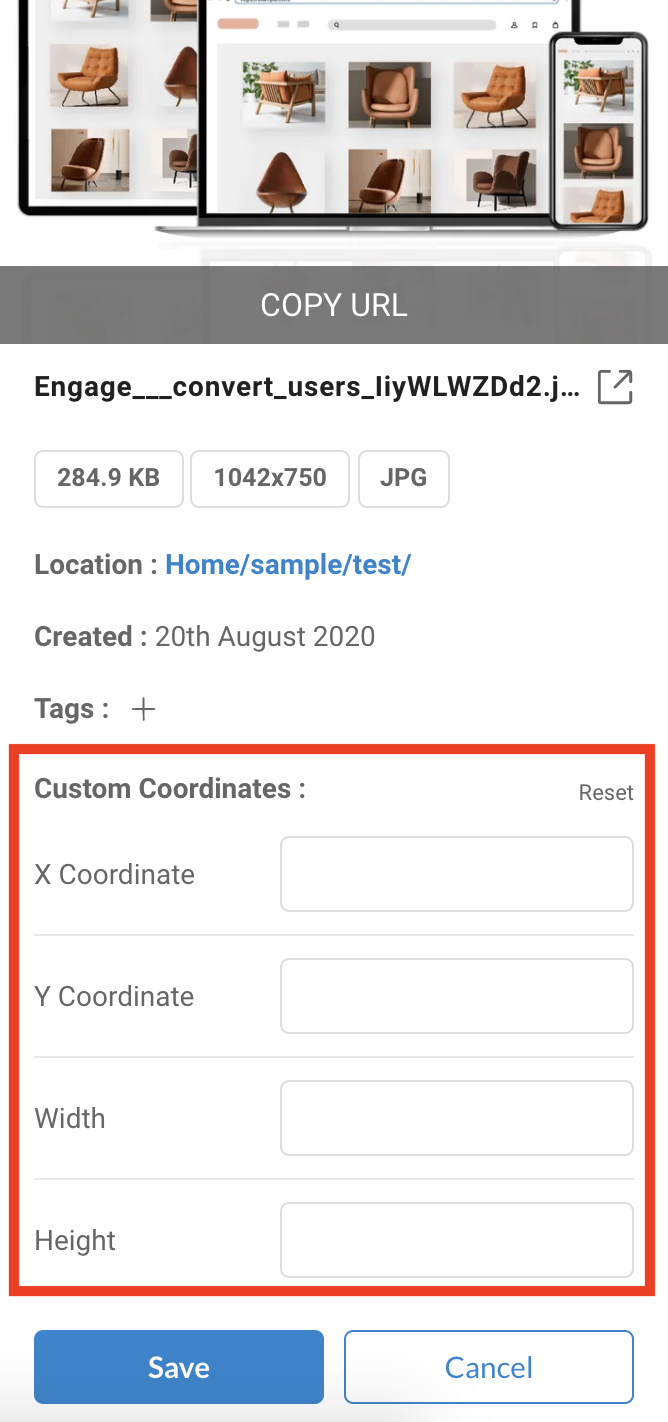 COPY URL
Engage___convert_users_IiyWLWZDd2.j...
284.9 KB 1042x750 JPG
Location : Home/sample/test/
Created : 20th August 2020
Tags : +
Custom Coordinates :
Reset
X Coordinate
Y Coordinate
Width
Height
Save Cancel